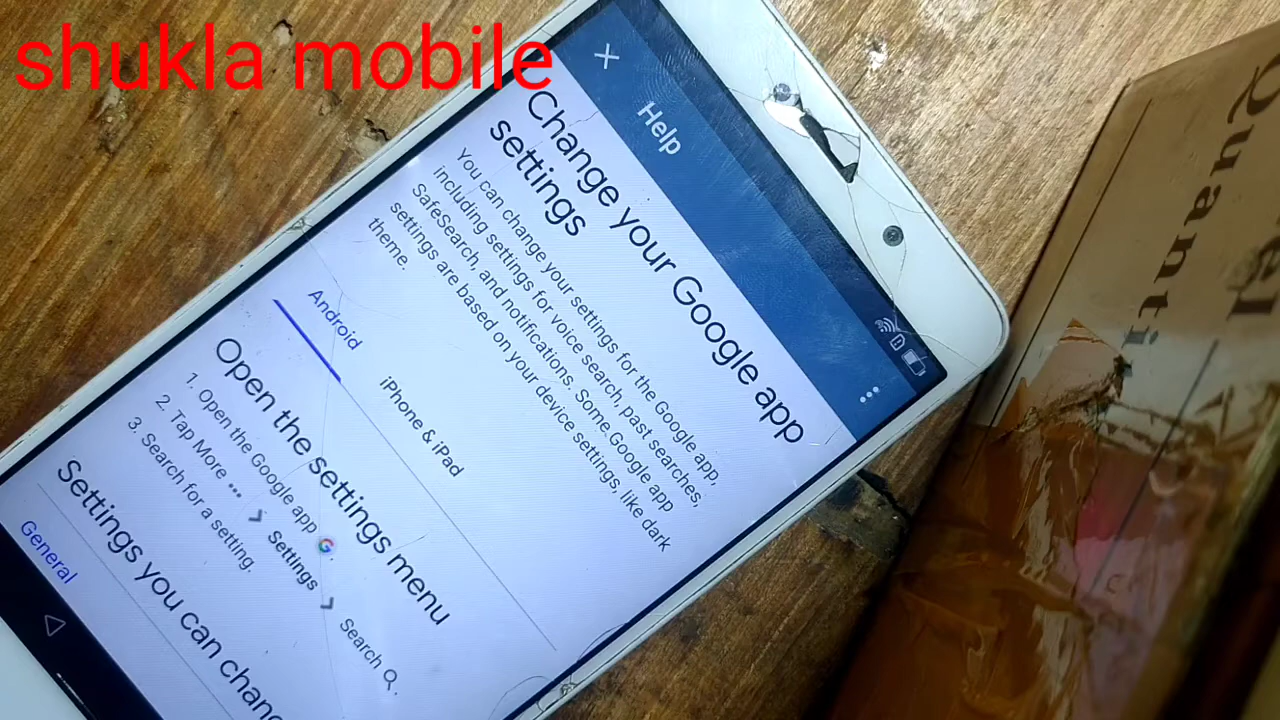 shukla mobile
Help
Change your Google app
settings
You can change your settings for the Google app,
including settings for voice search, past searches,
SafeSearch, and notifications. Some Google app
settings are based on your device settings, like dark
theme.
Android
iPhone & iPad
Open the settings menu
1. Open the Google app G.
2. Tap More ... > Settings > Search.
3. Search for a setting.
Settings you can chang
General
Quanti